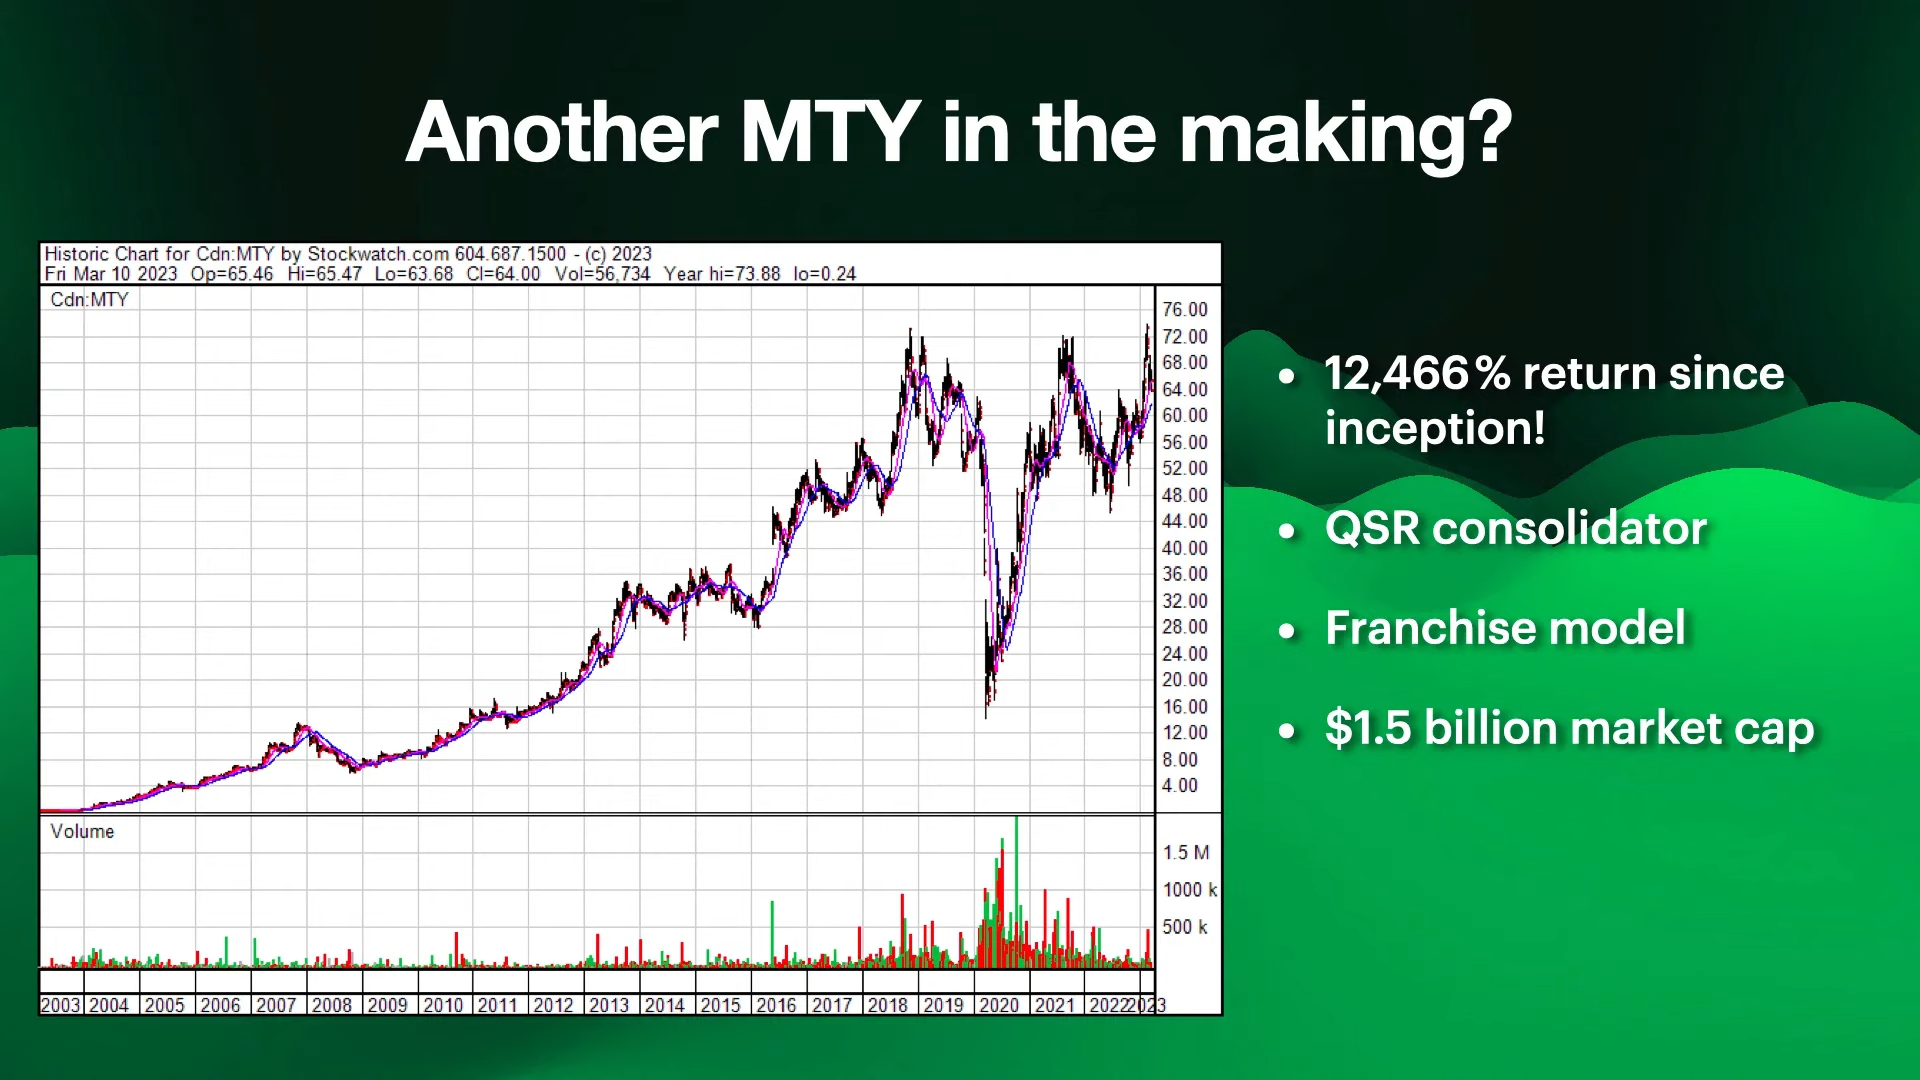 Another MTY in the making?
Historic Chart for Cdn:MTY by Stockwatch.com 604.687.1500 - (c) 2023
Fri Mar 10 2023 Op=65.46 Hi=65.47 Lo=63.68 Cl=64.00 Vol=56,734 Year hi=73.88 lo=0.24
Cdn:MTY
76.00
72.00
68.00
64.00
60.00
56.00
52.00
48.00
44.00
40.00
36.00
32.00
28.00
24.00
20.00
16.00
12.00
8.00
4.00
Volume
1.5 M
1000 k
500 k
2003 2004 2005 2006 2007 2008 2009 2010 2011 2012 2013 2014 2015 2016 2017 2018 2019 2020 2021 2022 2023
• 12,466% return since
inception!
• QSR consolidator
• Franchise model
• $1.5 billion market cap